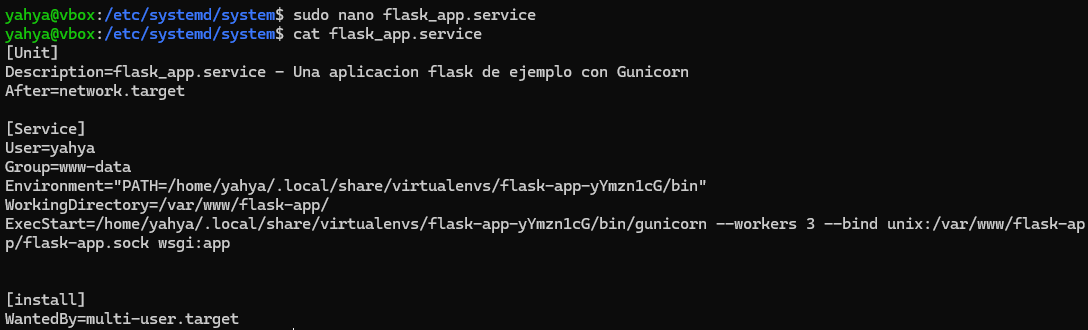 yahya@vbox:/etc/systemd/system$ sudo nano flask_app.service
yahya@vbox:/etc/systemd/system$ cat flask_app.service
[Unit]
Description=flask_app.service - Una aplicacion flask de ejemplo con Gunicorn
After=network.target

[Service]
User=yahya
Group=www-data
Environment="PATH=/home/yahya/.local/share/virtualenvs/flask-app-yYmzn1cG/bin"
WorkingDirectory=/var/www/flask-app/
ExecStart=/home/yahya/.local/share/virtualenvs/flask-app-yYmzn1cG/bin/gunicorn --workers 3 --bind unix:/var/www/flask-ap
p/flask-app.sock wsgi:app

[install]
WantedBy=multi-user.target